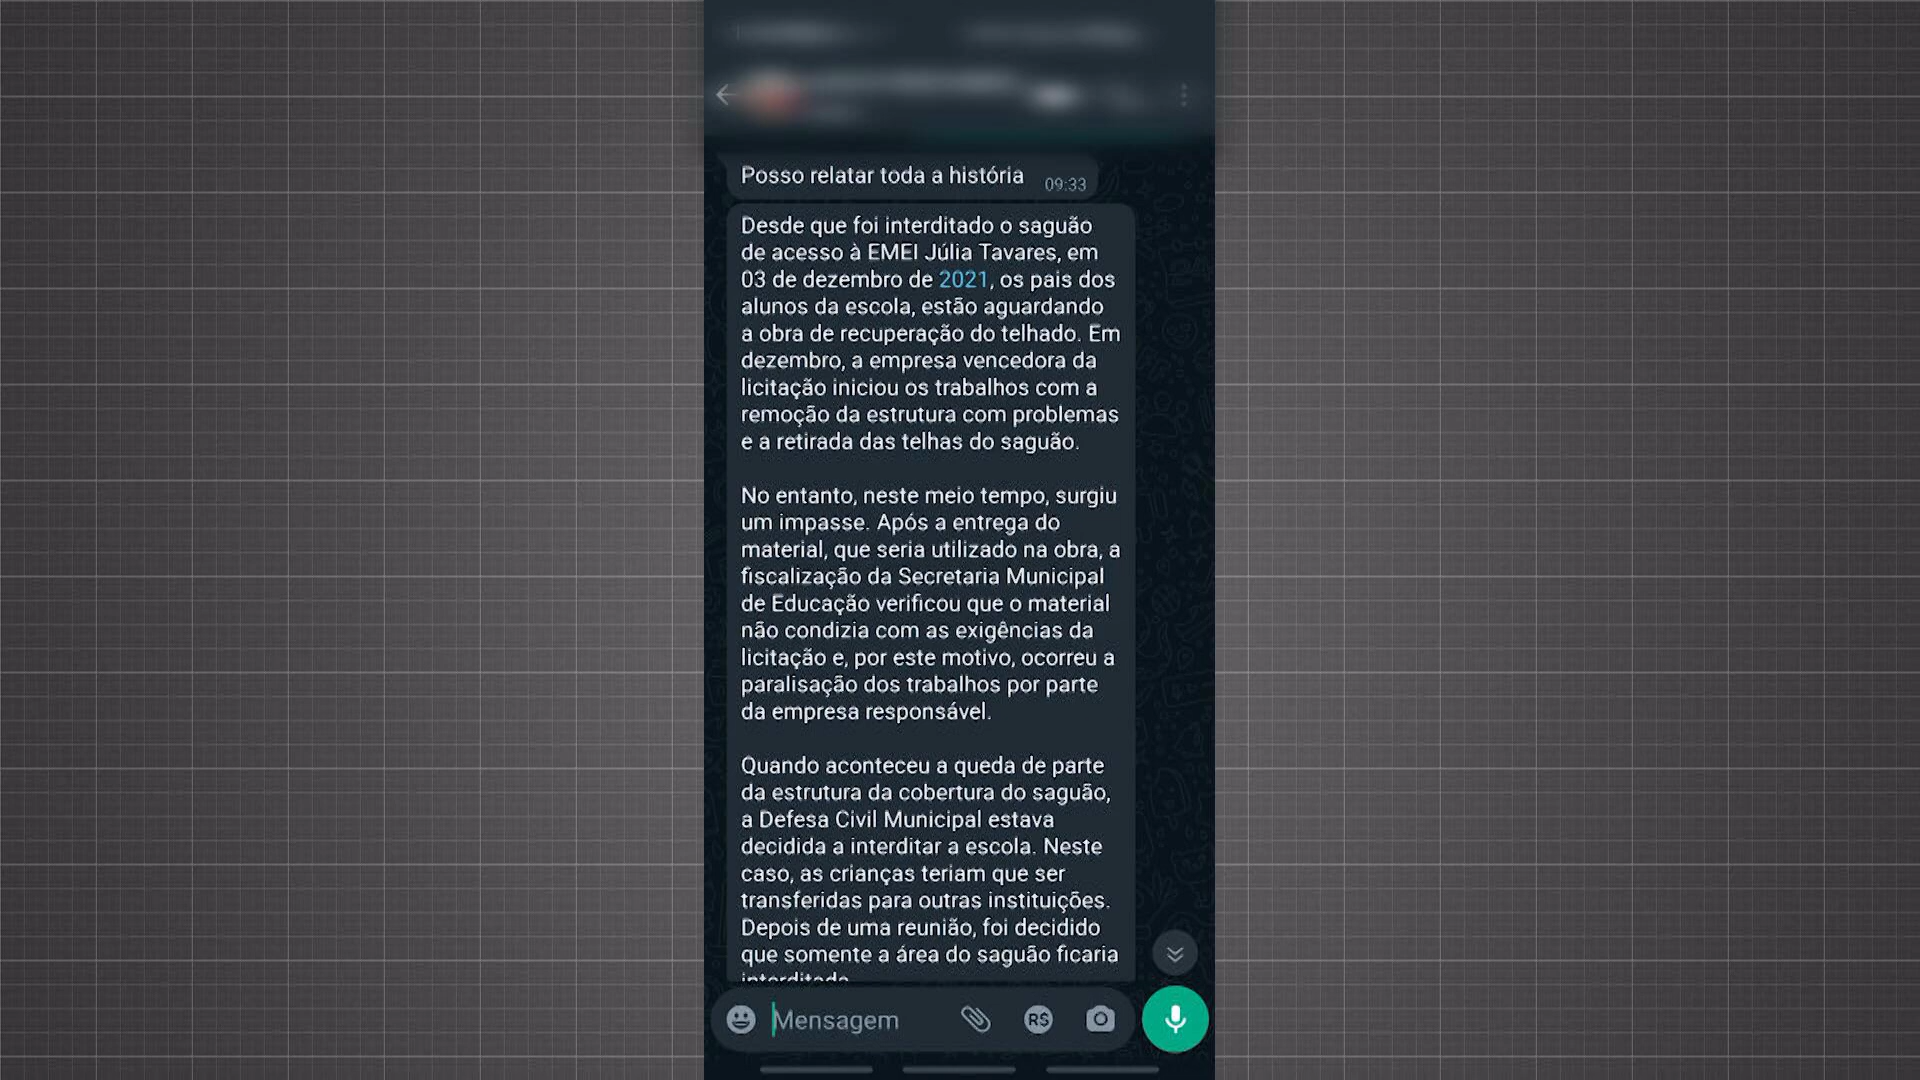 Posso relatar toda a história 09:33
Desde que foi interditado o saguão
de acesso à EMEI Júlia Tavares, em
03 de dezembro de 2021, os pais dos
alunos da escola, estão aguardando
a obra de recuperação do telhado. Em
dezembro, a empresa vencedora da
licitação iniciou os trabalhos com a
remoção da estrutura com problemas
e a retirada das telhas do saguão.
No entanto, neste meio tempo, surgiu
um impasse. Após a entrega do
material, que seria utilizado na obra, a
fiscalização da Secretaria Municipal
de Educação verificou que o material
não condizia com as exigências da
licitação e, por este motivo, ocorreu a
paralisação dos trabalhos por parte
da empresa responsável.
Quando aconteceu a queda de parte
da estrutura da cobertura do saguão,
a Defesa Civil Municipal estava
decidida a interditar a escola. Neste
caso, as crianças teriam que ser
transferidas para outras instituições.
Depois de uma reunião, foi decidido
que somente a área do saguão ficaria
interditada.
Mensagem R$